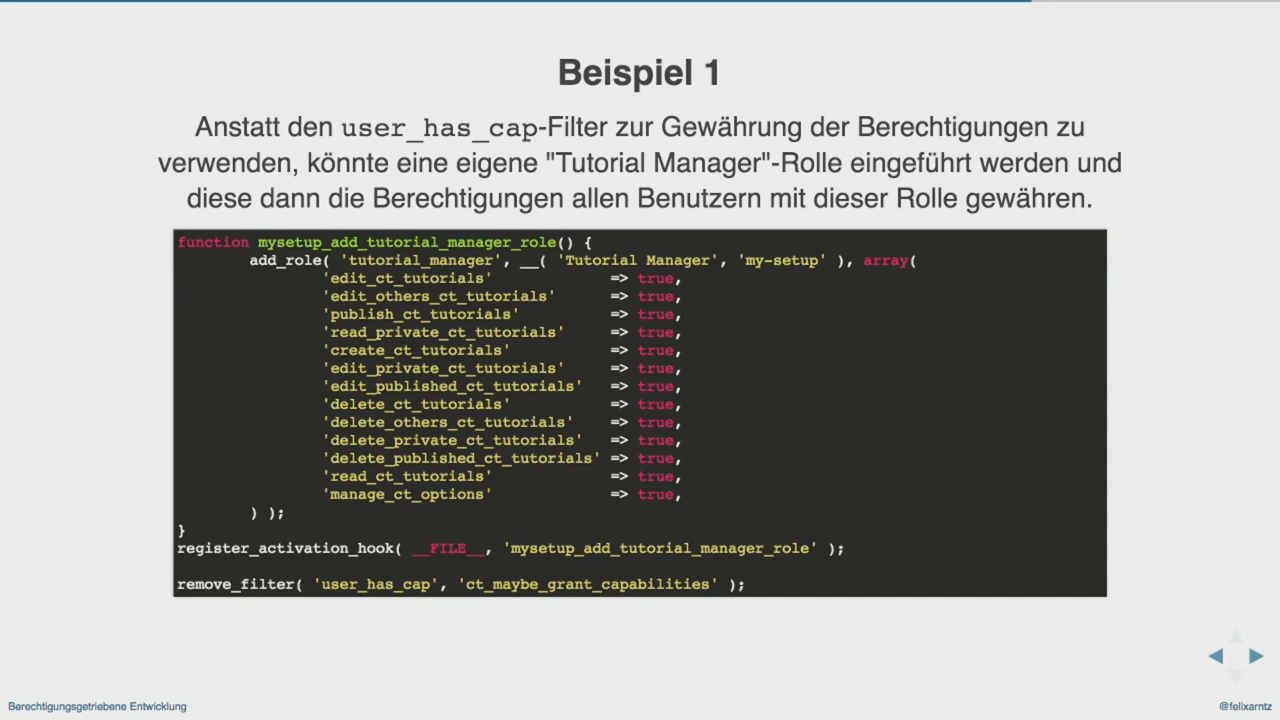 Beispiel 1
Anstatt den user_has_cap-Filter zur Gewährung der Berechtigungen zu
verwenden, könnte eine eigene "Tutorial Manager"-Rolle eingeführt werden und
diese dann die Berechtigungen allen Benutzern mit dieser Rolle gewähren.
function mysetup_add_tutorial_manager_role() {
        add_role( 'tutorial_manager', __( 'Tutorial Manager', 'my-setup' ), array(
                'edit_ct_tutorials'             => true,
                'edit_others_ct_tutorials'      => true,
                'publish_ct_tutorials'          => true,
                'read_private_ct_tutorials'     => true,
                'create_ct_tutorials'           => true,
                'edit_private_ct_tutorials'     => true,
                'edit_published_ct_tutorials'   => true,
                'delete_ct_tutorials'           => true,
                'delete_others_ct_tutorials'    => true,
                'delete_private_ct_tutorials'   => true,
                'delete_published_ct_tutorials' => true,
                'read_ct_tutorials'             => true,
                'manage_ct_options'             => true,
        ) );
}
register_activation_hook( __FILE__, 'mysetup_add_tutorial_manager_role' );
remove_filter( 'user_has_cap', 'ct_maybe_grant_capabilities' );
Berechtigungsgetriebene Entwicklung
@felixarntz